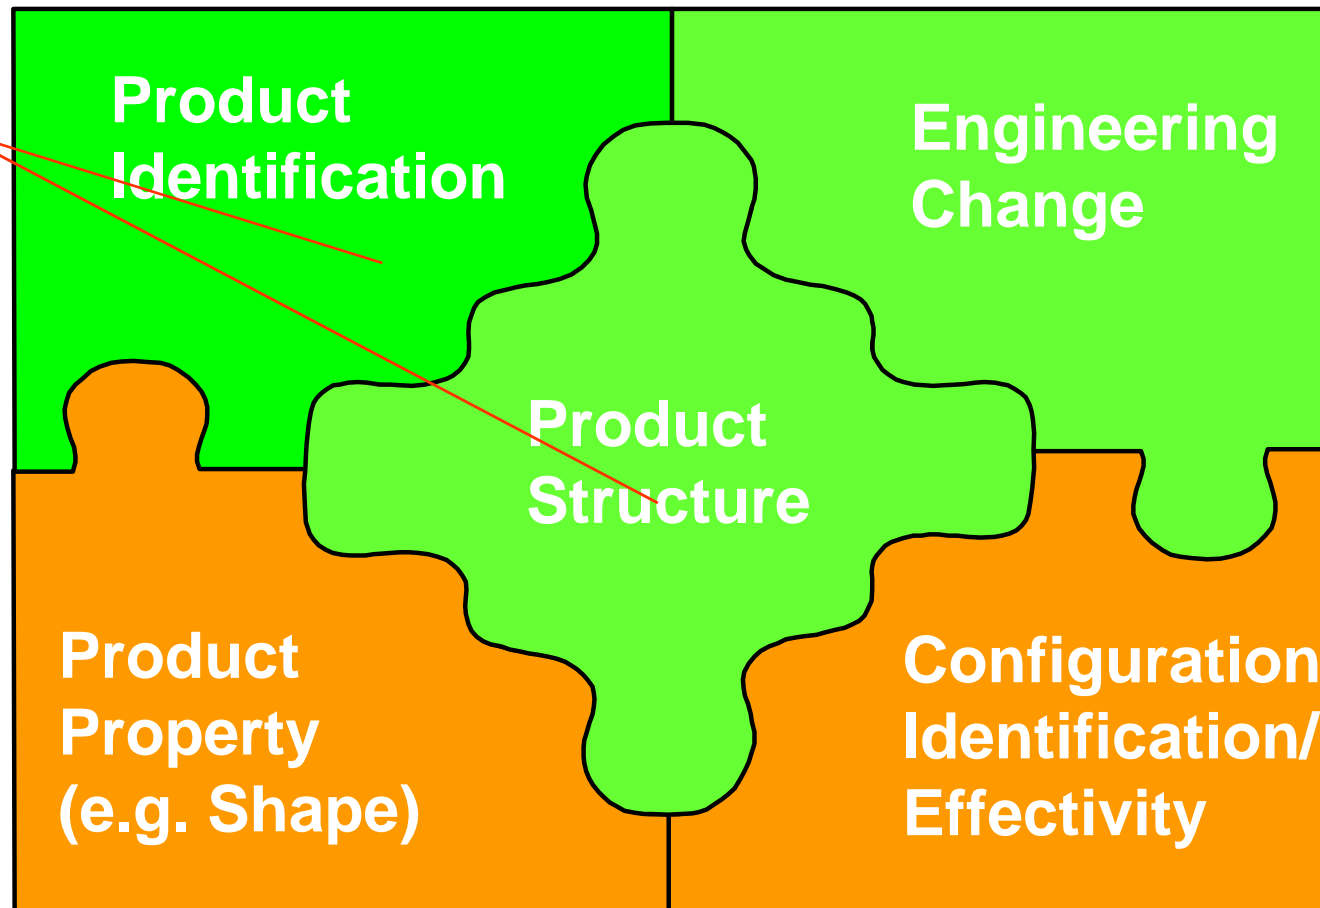 Product
Identification
Engineering
Change
Product
Structure
Product
Property
(e.g. Shape)
Configuration
Identification/
Effectivity